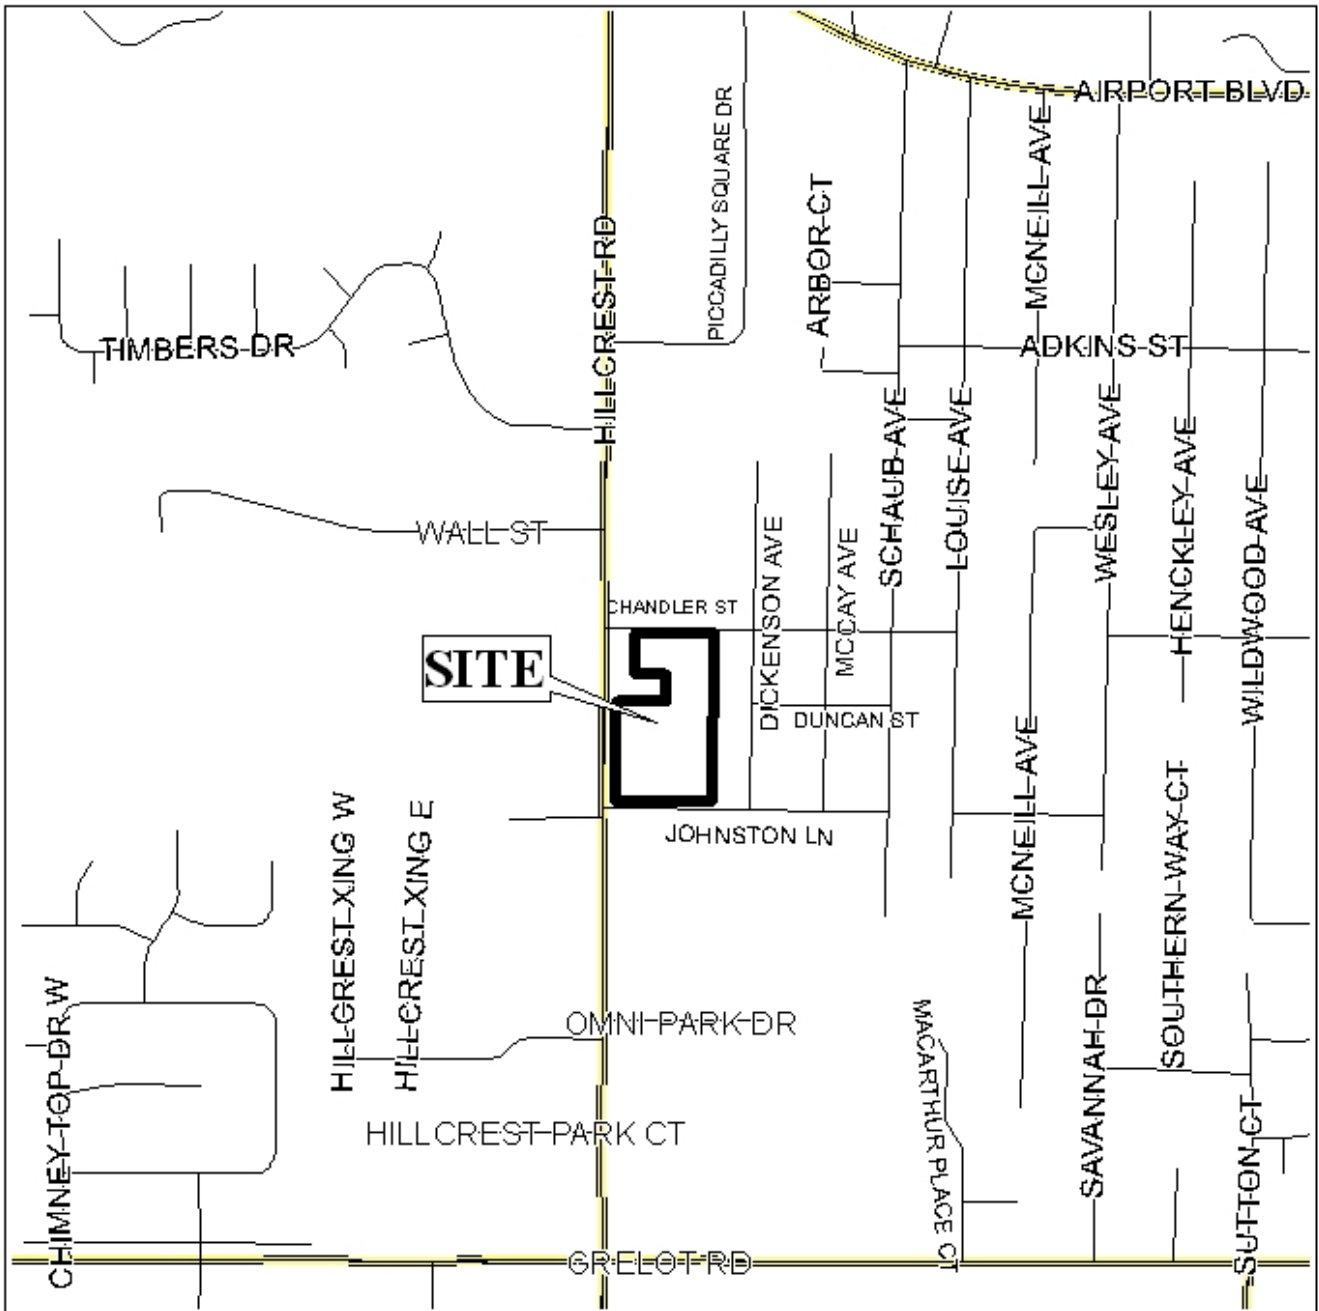 AIRPORT BLVD
PICCADILLY SQUARE DR
MCNEILL AVE
ARBOR CT
HILLCREST RD
TIMBERS DR
ADKINS ST
SCHAUB AVE
LOUISE AVE
WESLEY AVE
HENCKLEY AVE
WILDWOOD AVE
WALL ST
DICKENSON AVE
MCCAY AVE
CHANDLER ST
SITE
DUNCAN ST
MCNEILL AVE
SOUTHERN WAY CT
HILLCREST XING W
HILLCREST XING E
JOHNSTON LN
CHIMNEY TOP DR W
OMNI PARK DR
MACARTHUR PLACE CT
SAVANNAH DR
SUTTON CT
HILLCREST PARK CT
GRELOT RD